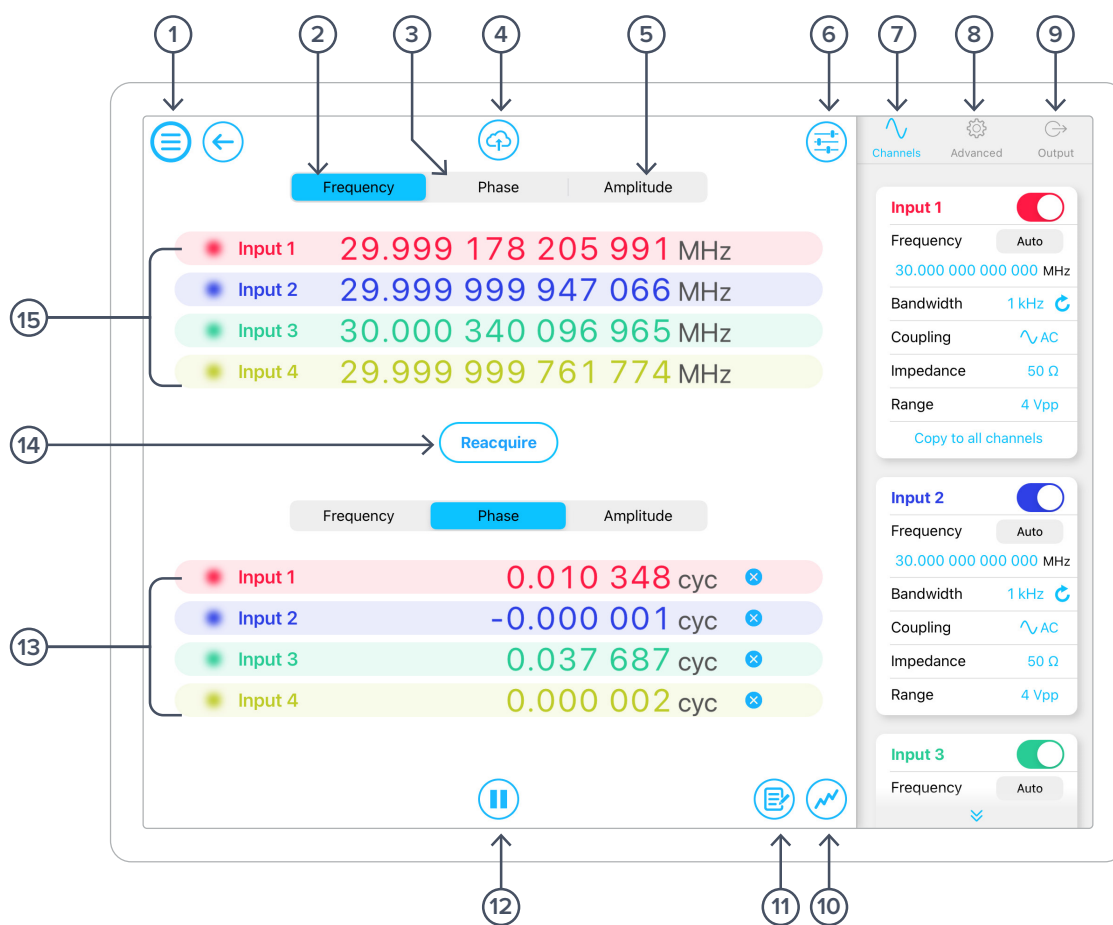 1 2 3 4 5 6 7 8 9
Channels Advanced Output
Frequency Phase Amplitude
Input 1 29.999 178 205 991 MHz
Input 2 29.999 999 947 066 MHz
Input 3 30.000 340 096 965 MHz
Input 4 29.999 999 761 774 MHz
15
14
Reacquire
Frequency Phase Amplitude
Input 1 0.010 348 cyc
Input 2 -0.000 001 cyc
Input 3 0.037 687 cyc
Input 4 0.000 002 cyc
13
Input 1
Frequency Auto
30.000 000 000 000 MHz
Bandwidth 1 kHz
Coupling AC
Impedance 50 Ω
Range 4 Vpp
Copy to all channels
Input 2
Frequency Auto
30.000 000 000 000 MHz
Bandwidth 1 kHz
Coupling AC
Impedance 50 Ω
Range 4 Vpp
Input 3
Frequency Auto
12 11 10